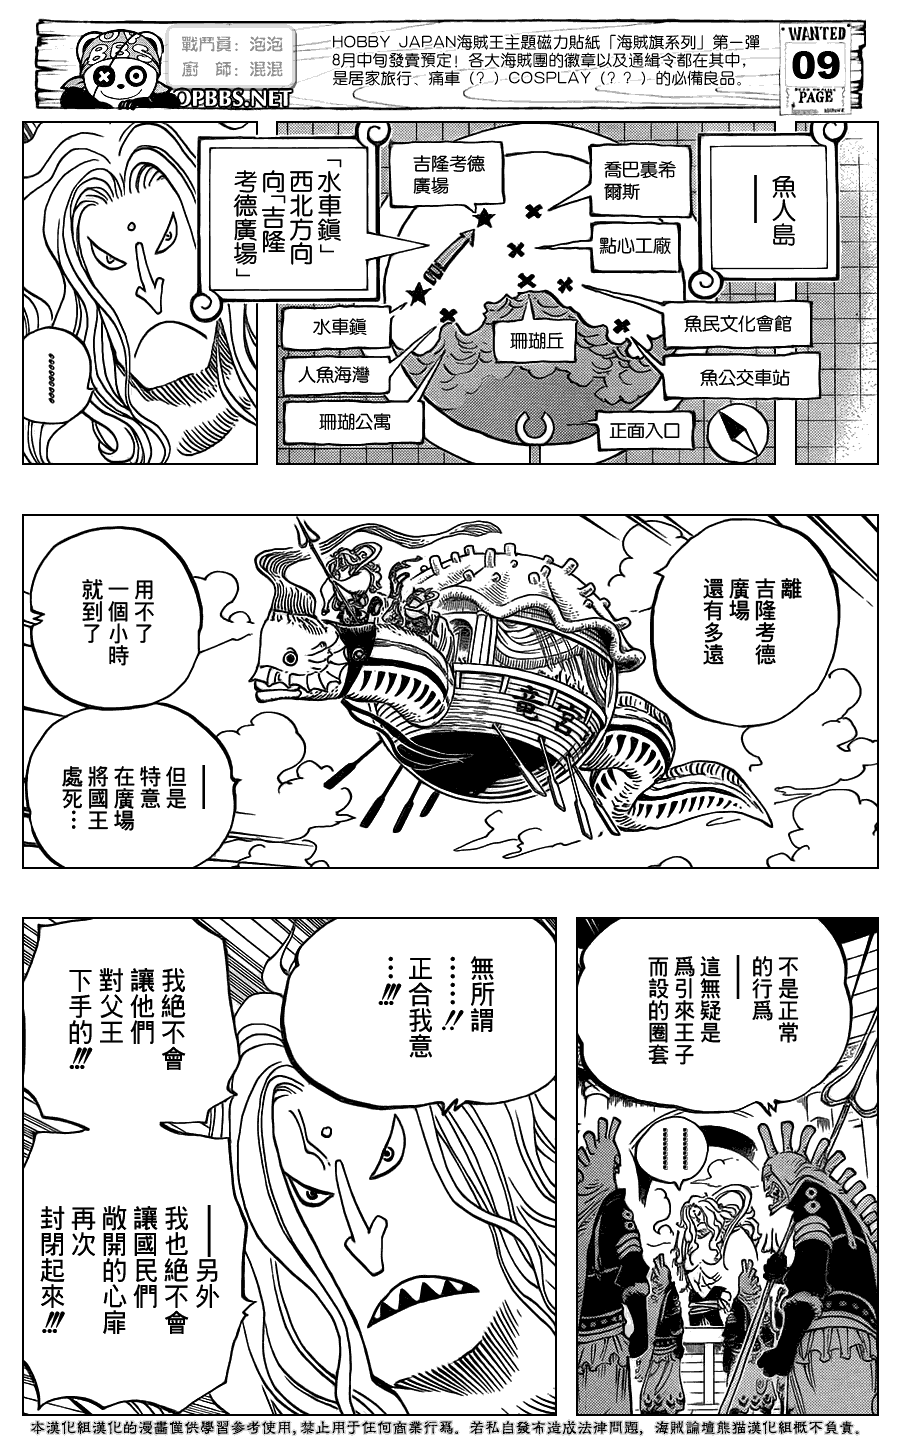 戰鬥員：泡泡
廚　師：混混
OPBBS.NET
HOBBY JAPAN海賊王主題磁力貼紙「海賊旗系列」第一彈
8月中旬發賣預定！各大海賊團的徽章以及通緝令都在其中，
是居家旅行、痛車（？）COSPLAY（？？）的必備良品。
WANTED
09
PAGE
魚人島
——
喬巴裏希
爾斯
點心工廠
吉隆考德
廣場
魚民文化會館
魚公交車站
正面入口
珊瑚丘
水車鎮
人魚海灣
珊瑚公寓
「水車鎮」
西北方向
向「吉隆
考德廣場」
…………
離
吉隆考德
廣場
還有多遠
用不了
一個小時
就到了
——
但是
特意
在廣場
將國王
處死…
不是正常
的行爲
——
這無疑是
爲引來王子
而設的圈套
…………
無所謂
……!!
正合我意
……!!!
我絕不會
讓他們
對父王
下手的!!!
——另外
我也絕不會
讓國民們
敞開的心扉
再次
封閉起來!!!
竜宮
本漢化組漢化的漫畫僅供學習參考使用,禁止用于任何商業行爲。若私自發布造成法律問題，海賊論壇熊猫漢化組概不負責。